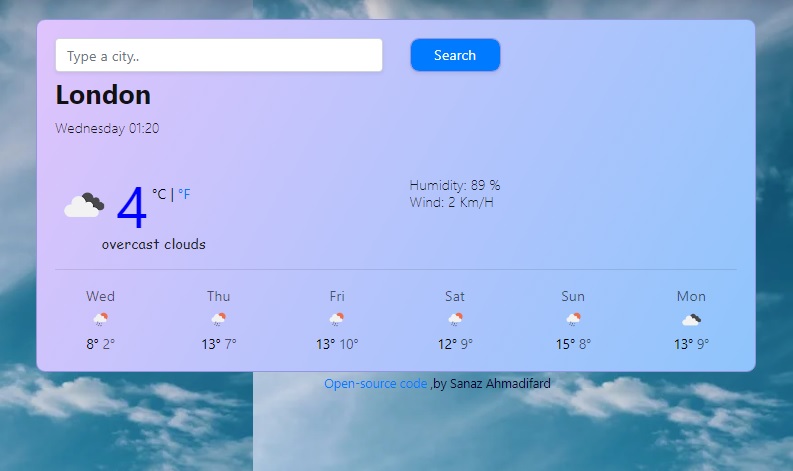 Type a city..
Search
London
Wednesday 01:20
4 °C | °F
Humidity: 89 %
Wind: 2 Km/H
overcast clouds
Wed Thu Fri Sat Sun Mon
8° 2° 13° 7° 13° 10° 12° 9° 15° 8° 13° 9°
Open-source code ,by Sanaz Ahmadifard